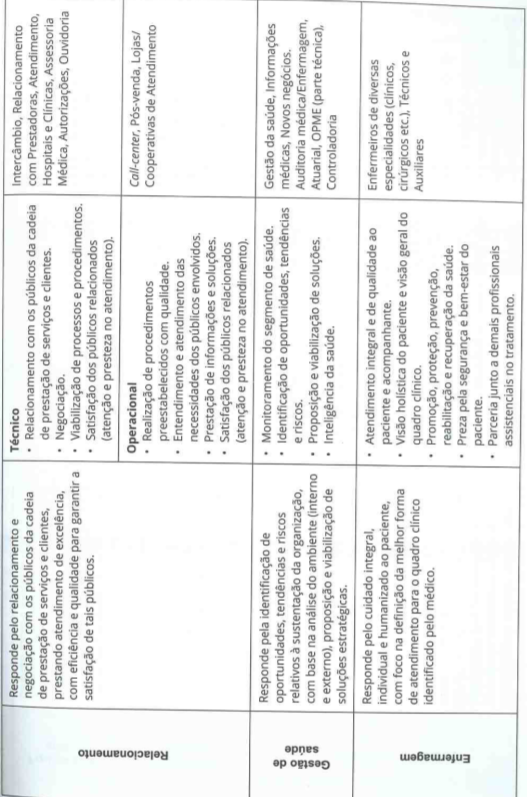 Relacionamento
Responde pelo relacionamento e
negociação com os públicos da cadeia
de prestação de serviços e clientes,
prestando atendimento de excelência,
com eficiência e qualidade para garantir a
satisfação de tais públicos.
Técnico
• Relacionamento com os públicos da cadeia
de prestação de serviços e clientes.
• Negociação.
• Viabilização de processos e procedimentos.
• Satisfação dos públicos relacionados
(atenção e presteza no atendimento).
Intercâmbio, Relacionamento
com Prestadoras, Atendimento,
Hospitais e Clínicas, Assessoria
Médica, Autorizações, Ouvidoria
Operacional
• Realização de procedimentos
preestabelecidos com qualidade.
• Entendimento e atendimento das
necessidades dos públicos envolvidos.
• Prestação de informações e soluções.
Satisfação dos públicos relacionados
(atenção e presteza no atendimento).
Call-center, Pós-venda, Lojas/
Cooperativas de Atendimento
Gestão de
saúde
Responde pela identificação de
oportunidades, tendências e riscos
relativos à sustentação da organização,
com base na análise do ambiente (interno
e externo), proposição e viabilização de
soluções estratégicas.
• Monitoramento do segmento de saúde.
• Identificação de oportunidades, tendências
e riscos.
• Proposição e viabilização de soluções.
• Inteligência da saúde.
Gestão da saúde, Informações
médicas, Novos negócios.
Auditoria médica/Enfermagem,
Atuarial, OPME (parte técnica),
Controladoria
Enfermagem
Responde pelo cuidado integral,
individual e humanizado ao paciente,
com foco na definição da melhor forma
de atendimento para o quadro clínico
identificado pelo médico.
• Atendimento integral e de qualidade ao
paciente e acompanhante.
• Visão holística do paciente e visão geral do
quadro clínico.
• Promoção, proteção, prevenção,
reabilitação e recuperação da saúde.
• Preza pela segurança e bem-estar do
paciente.
• Parceria junto a demais profissionais
assistenciais no tratamento.
Enfermeiros de diversas
especialidades (clínicos,
cirúrgicos etc.), Técnicos e
Auxiliares